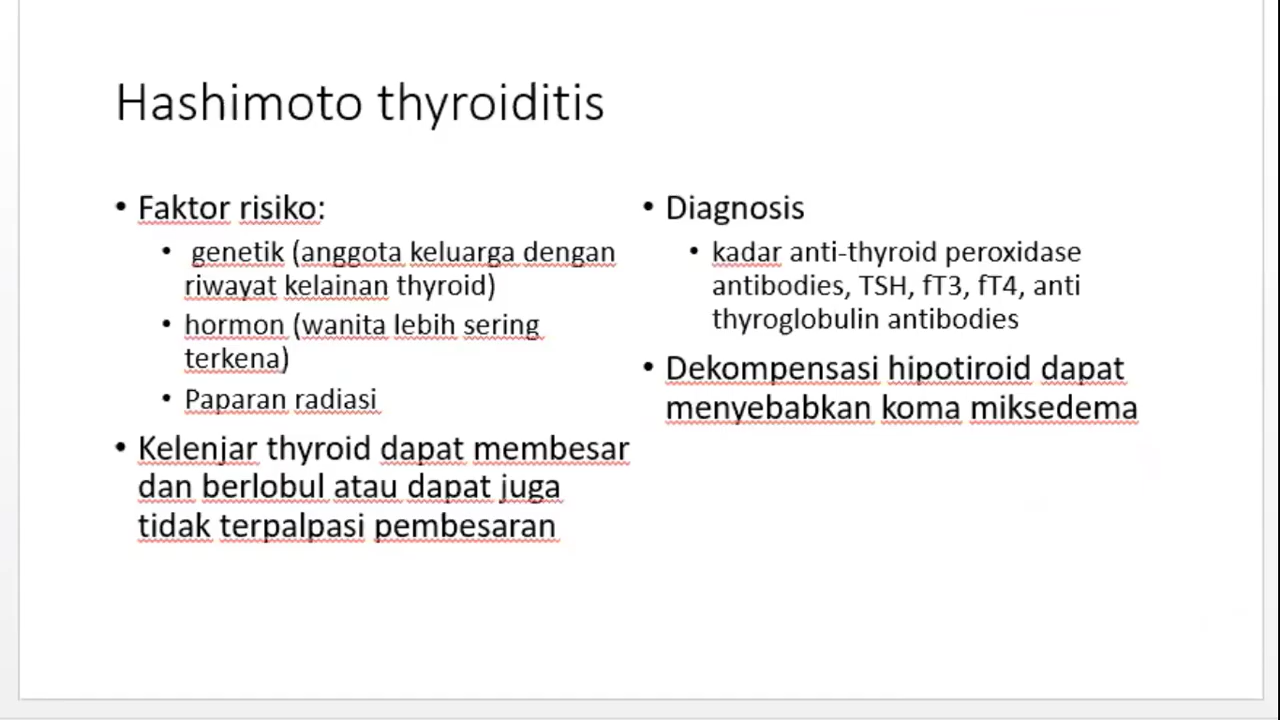 Hashimoto thyroiditis
• Faktor risiko:
• genetik (anggota keluarga dengan
riwayat kelainan thyroid)
• hormon (wanita lebih sering
terkena)
• Paparan radiasi
• Kelenjar thyroid dapat membesar
dan berlobul atau dapat juga
tidak terpalpasi pembesaran
• Diagnosis
• kadar anti-thyroid peroxidase
antibodies, TSH, fT3, fT4, anti
thyroglobulin antibodies
• Dekompensasi hipotiroid dapat
menyebabkan koma miksedema